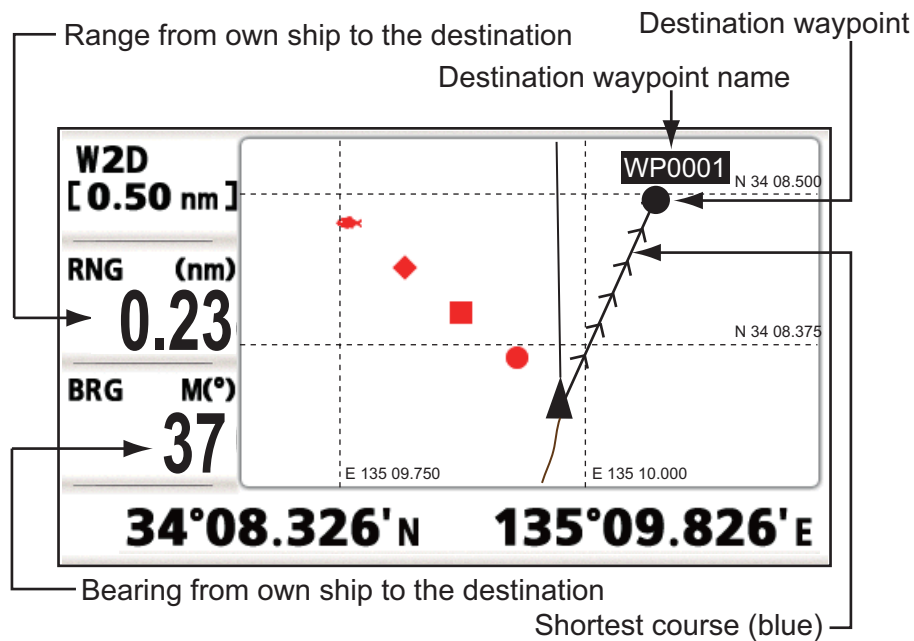 Range from own ship to the destination
Destination waypoint
Destination waypoint name
W2D
[0.50 nm]
WP0001
N 34 08.500
RNG (nm)
0.23
N 34 08.375
BRG M(°)
37
E 135 09.750
E 135 10.000
34°08.326'N 135°09.826'E
Bearing from own ship to the destination
Shortest course (blue)